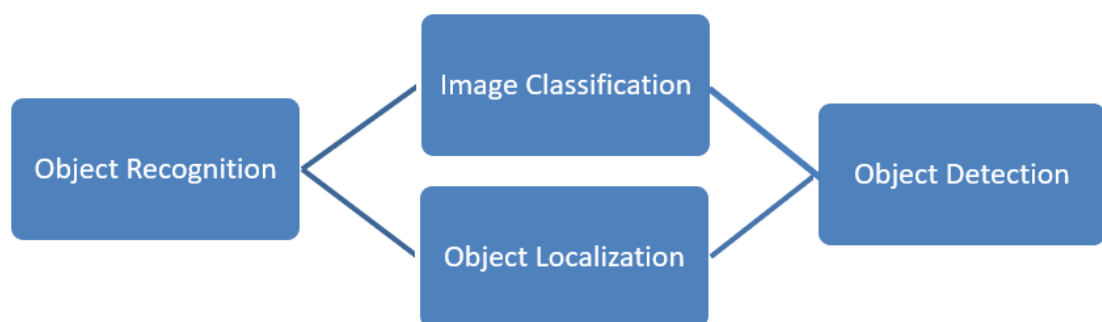 Object Recognition
Image Classification
Object Localization
Object Detection